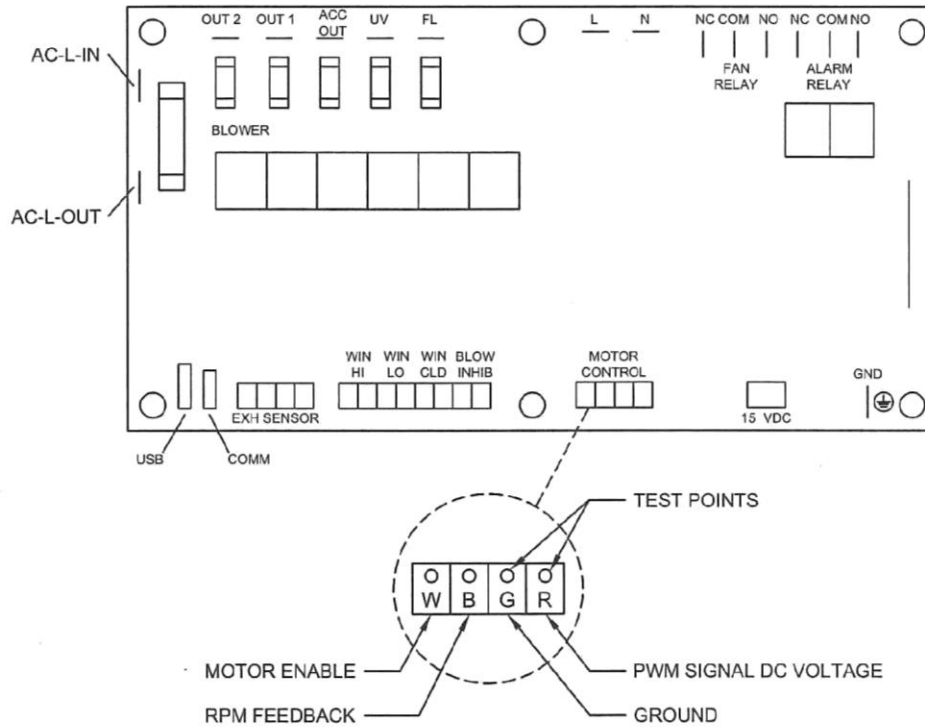 OUT 2
OUT 1
ACC
OUT
UV
FL
L
N
NC COM NO
NC COM NO
FAN
RELAY
ALARM
RELAY
AC-L-IN
BLOWER
AC-L-OUT
WIN
HI
WIN
LO
WIN
CLD
BLOW
INHIB
MOTOR
CONTROL
GND
EXH SENSOR
15 VDC
USB
COMM
TEST POINTS
W B G R
MOTOR ENABLE
PWM SIGNAL DC VOLTAGE
RPM FEEDBACK
GROUND